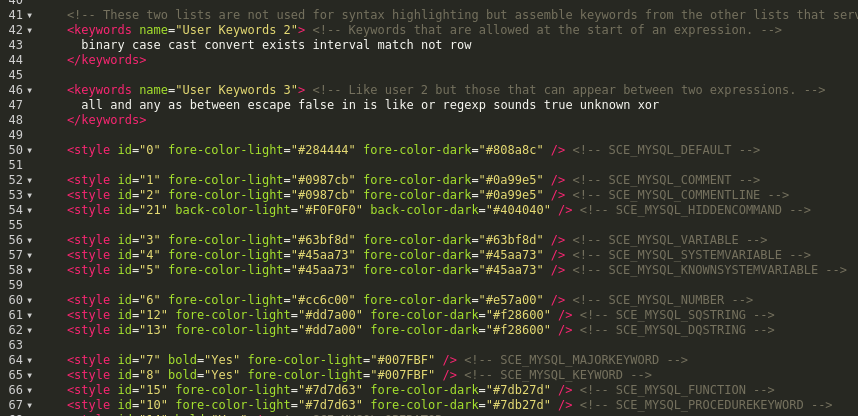 40
41 <!-- These two lists are not used for syntax highlighting but assemble keywords from the other lists that serv
42 <keywords name="User Keywords 2"> <!-- Keywords that are allowed at the start of an expression. -->
43 binary case cast convert exists interval match not row
44 </keywords>
45
46 <keywords name="User Keywords 3"> <!-- Like user 2 but those that can appear between two expressions. -->
47 all and any as between escape false in is like or regexp sounds true unknown xor
48 </keywords>
49
50 <style id="0" fore-color-light="#284444" fore-color-dark="#808a8c" /> <!-- SCE_MYSQL_DEFAULT -->
51
52 <style id="1" fore-color-light="#0987cb" fore-color-dark="#0a99e5" /> <!-- SCE_MYSQL_COMMENT -->
53 <style id="2" fore-color-light="#0987cb" fore-color-dark="#0a99e5" /> <!-- SCE_MYSQL_COMMENTLINE -->
54 <style id="21" back-color-light="#F0F0F0" back-color-dark="#404040" /> <!-- SCE_MYSQL_HIDDENCOMMAND -->
55
56 <style id="3" fore-color-light="#63bf8d" fore-color-dark="#63bf8d" /> <!-- SCE_MYSQL_VARIABLE -->
57 <style id="4" fore-color-light="#45aa73" fore-color-dark="#45aa73" /> <!-- SCE_MYSQL_SYSTEMVARIABLE -->
58 <style id="5" fore-color-light="#45aa73" fore-color-dark="#45aa73" /> <!-- SCE_MYSQL_KNOWNSYSTEMVARIABLE -->
59
60 <style id="6" fore-color-light="#cc6c00" fore-color-dark="#e57a00" /> <!-- SCE_MYSQL_NUMBER -->
61 <style id="12" fore-color-light="#dd7a00" fore-color-dark="#f28600" /> <!-- SCE_MYSQL_SQSTRING -->
62 <style id="13" fore-color-light="#dd7a00" fore-color-dark="#f28600" /> <!-- SCE_MYSQL_DQSTRING -->
63
64 <style id="7" bold="Yes" fore-color-light="#007FBF" /> <!-- SCE_MYSQL_MAJORKEYWORD -->
65 <style id="8" bold="Yes" fore-color-light="#007FBF" /> <!-- SCE_MYSQL_KEYWORD -->
66 <style id="15" fore-color-light="#7d7d63" fore-color-dark="#7db27d" /> <!-- SCE_MYSQL_FUNCTION -->
67 <style id="10" fore-color-light="#7d7d63" fore-color-dark="#7db27d" /> <!-- SCE_MYSQL_PROCEDUREKEYWORD -->